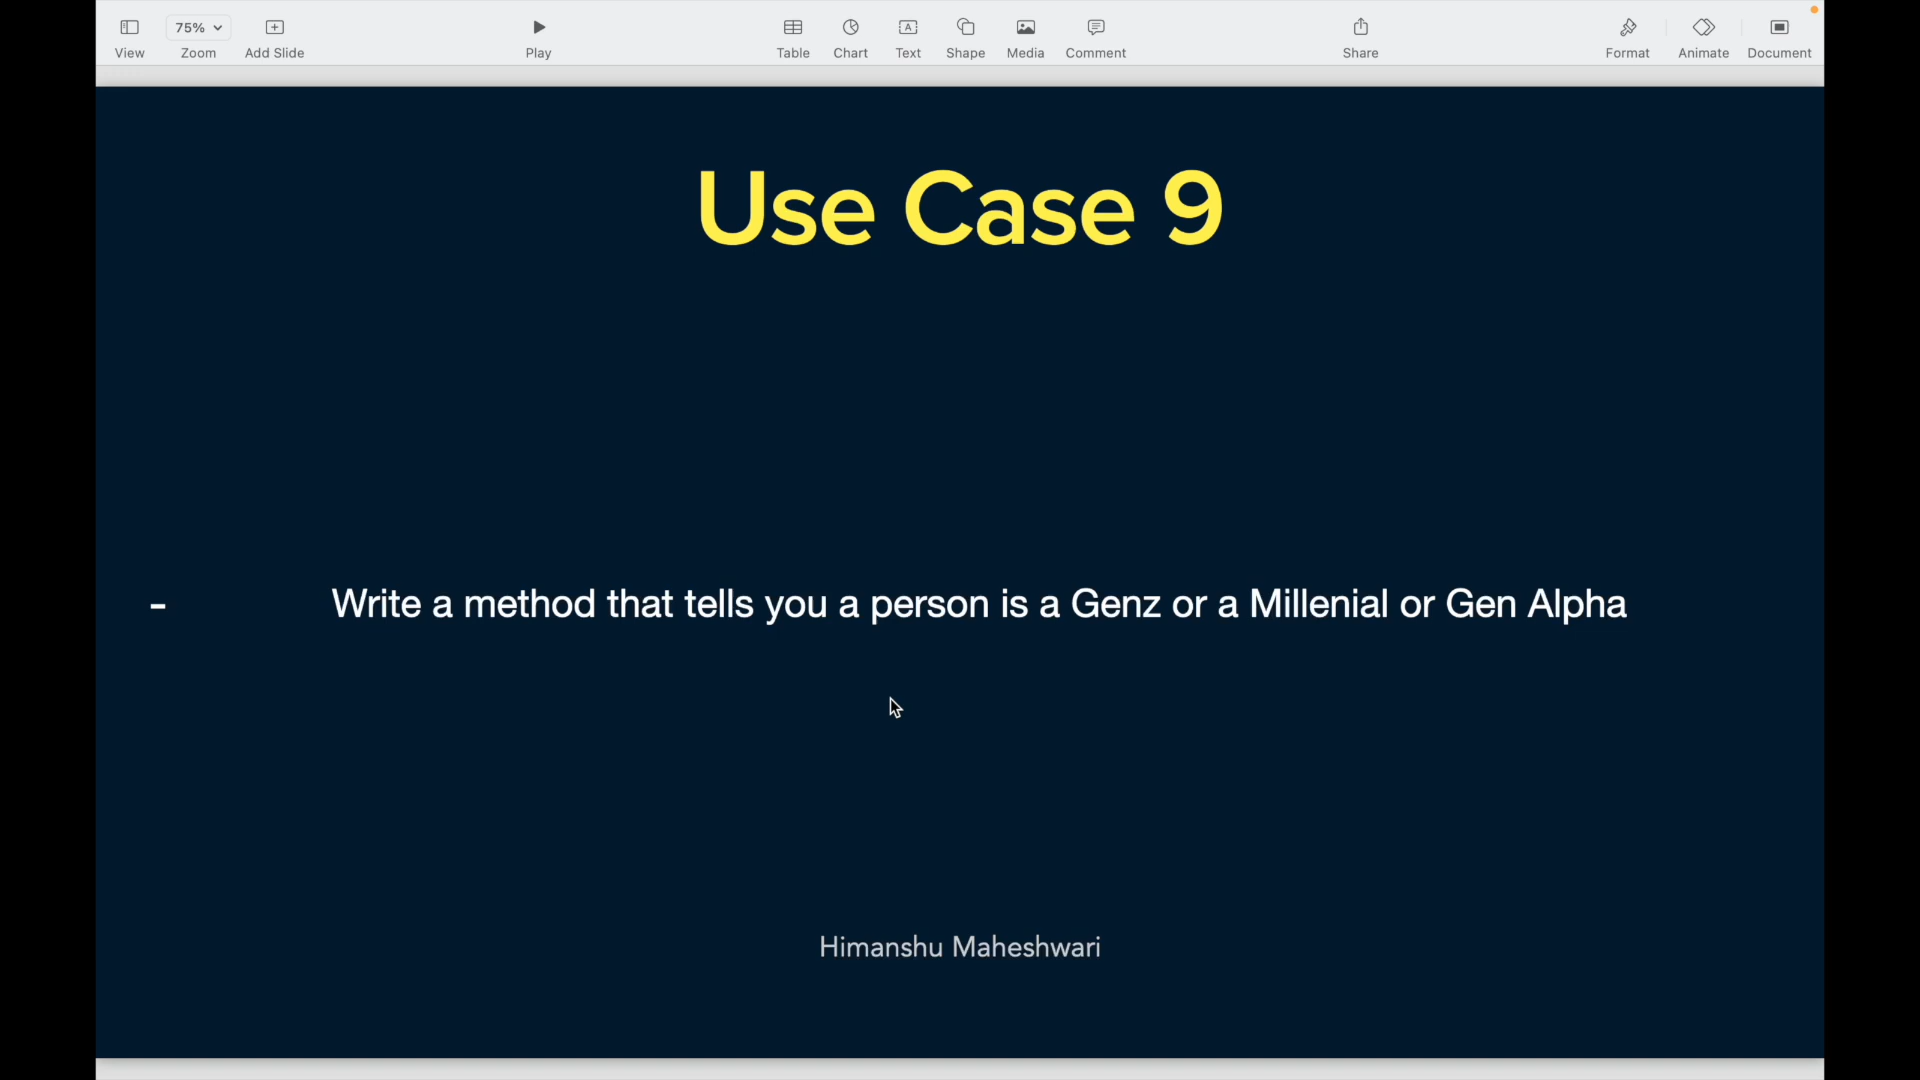 75%
View Zoom Add Slide Play Table Chart Text Shape Media Comment Share Format Animate Document
Use Case 9
- Write a method that tells you a person is a Genz or a Millenial or Gen Alpha
Himanshu Maheshwari